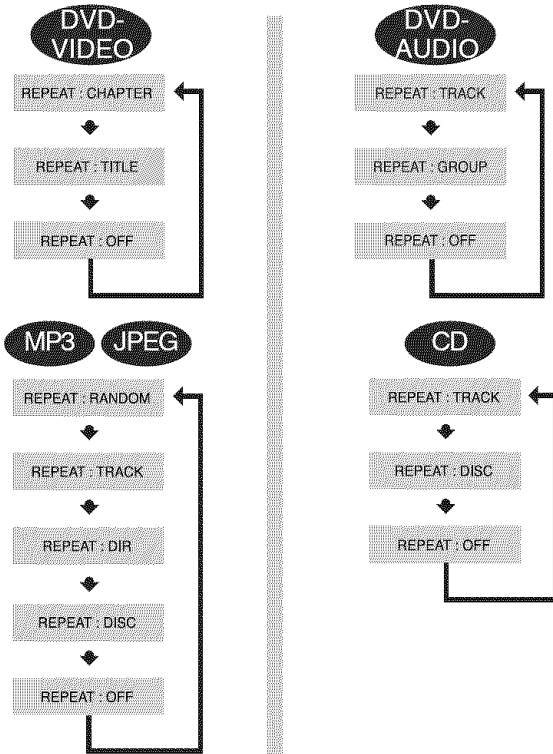 DVD-
VIDEO
REPEAT : CHAPTER
REPEAT : TITLE
REPEAT : OFF
DVD-
AUDIO
REPEAT : TRACK
REPEAT : GROUP
REPEAT : OFF
MP3 JPEG
REPEAT : RANDOM
REPEAT : TRACK
REPEAT : DIR
REPEAT : DISC
REPEAT : OFF
CD
REPEAT : TRACK
REPEAT : DISC
REPEAT : OFF